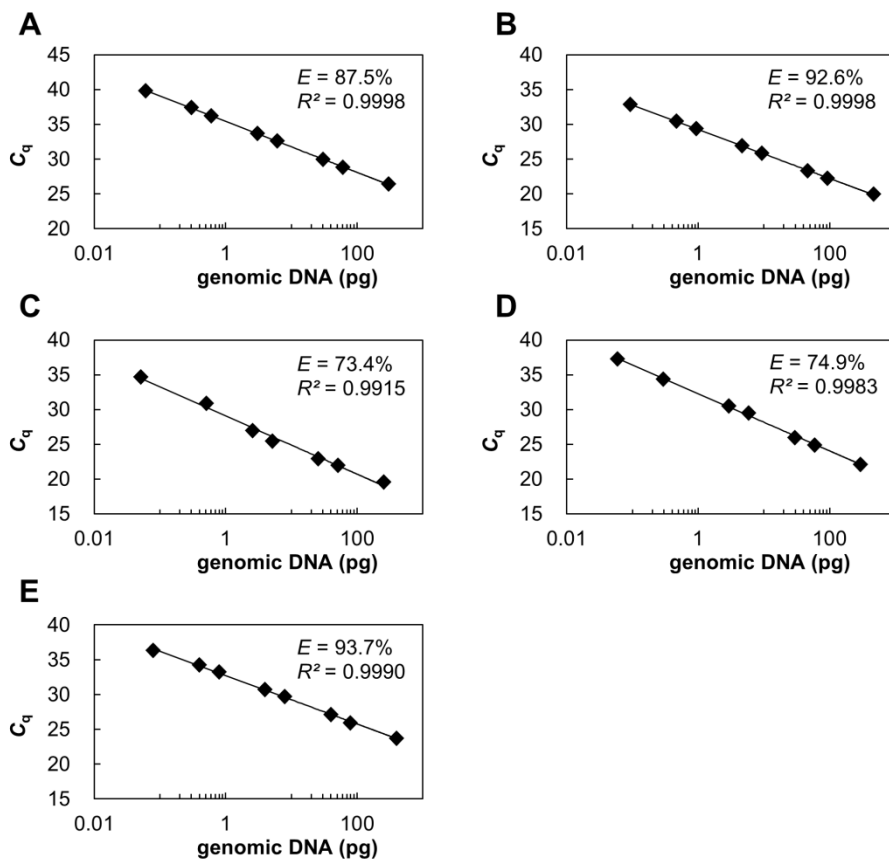 A
45
40
35
30
25
20
Cq
E = 87.5%
R² = 0.9998
0.01 1 100
genomic DNA (pg)
B
40
35
30
25
20
15
Cq
E = 92.6%
R² = 0.9998
0.01 1 100
genomic DNA (pg)
C
40
35
30
25
20
15
Cq
E = 73.4%
R² = 0.9915
0.01 1 100
genomic DNA (pg)
D
40
35
30
25
20
15
Cq
E = 74.9%
R² = 0.9983
0.01 1 100
genomic DNA (pg)
E
40
35
30
25
20
15
Cq
E = 93.7%
R² = 0.9990
0.01 1 100
genomic DNA (pg)